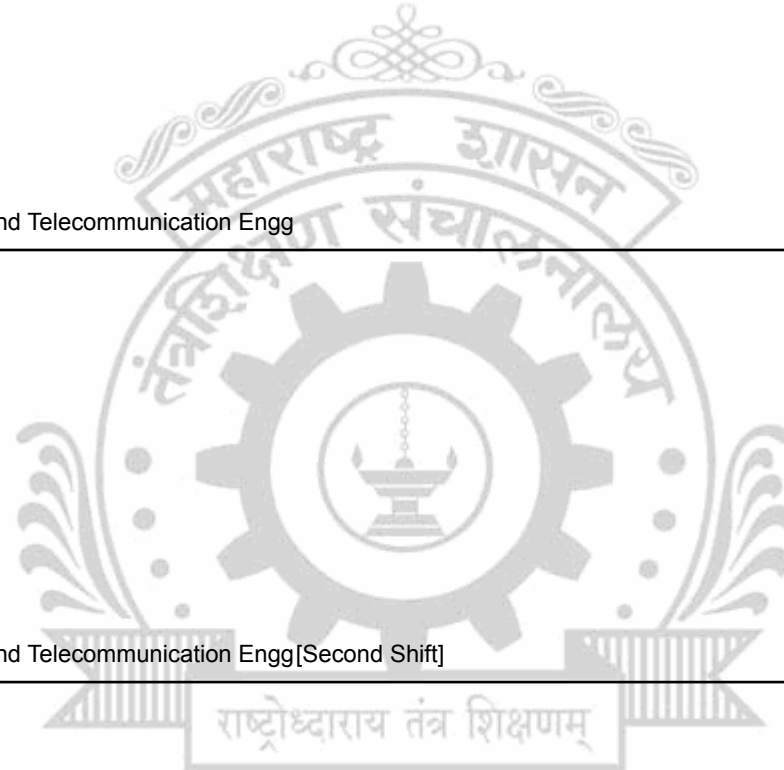 महाराष्ट्र शासन
तंत्रशिक्षण संचालनालय
nd Telecommunication Engg
nd Telecommunication Engg[Second Shift]
राष्ट्रोध्दाराय तंत्र शिक्षणम्